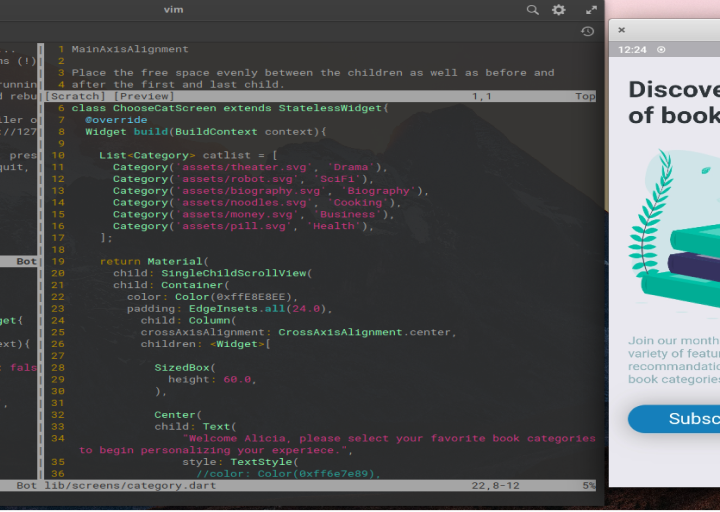 vim
...
ns (!)
runnin
d rebu
ller o
://127
pres
quit,
Bot
get{
ext){
: fals
,
Bot
1 MainAxisAlignment
2
3 Place the free space evenly between the children as well as before and
4 after the first and last child.
[Scratch] [Preview] 1,1 Top
6 class ChooseCatScreen extends StatelessWidget{
7 @override
8 Widget build(BuildContext context){
9
10 List<Category> catlist = [
11 Category('assets/theater.svg', 'Drama'),
12 Category('assets/robot.svg', 'SciFi'),
13 Category('assets/biography.svg', 'Biography'),
14 Category('assets/noodles.svg', 'Cooking'),
15 Category('assets/money.svg', 'Business'),
16 Category('assets/pill.svg', 'Health'),
17 ];
18
19 return Material(
20 child: SingleChildScrollView(
21 child: Container(
22 color: Color(0xffE8E8EE),
23 padding: EdgeInsets.all(24.0),
24 child: Column(
25 crossAxisAlignment: CrossAxisAlignment.center,
26 children: <Widget>[
27
28 SizedBox(
29 height: 60.0,
30 ),
31
32 Center(
33 child: Text(
34 "Welcome Alicia, please select your favorite book categories
to begin personalizing your experiece.",
35 style: TextStyle(
36 //color: Color(0xff6e7e89),
lib/screens/category.dart 22,8-12 5%
12:24
Discove
of book
Join our month
variety of featur
recommandatio
book categories
Subsc